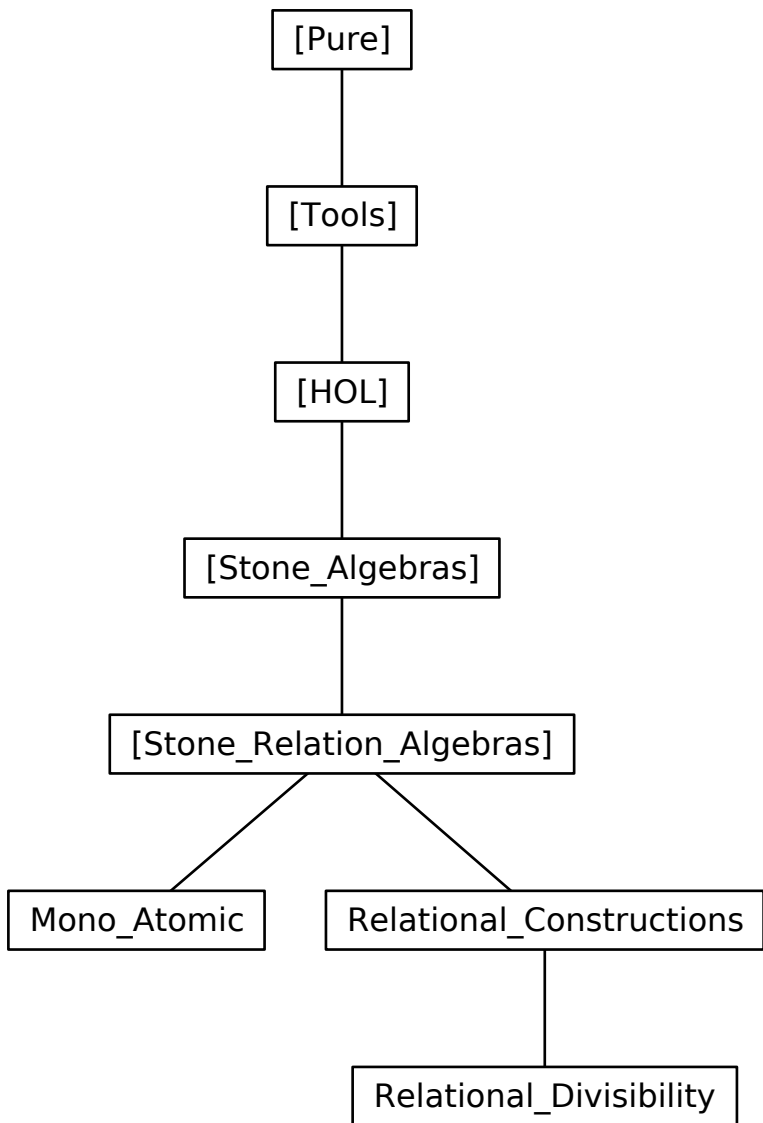 [Pure]
[Tools]
[HOL]
[Stone_Algebras]
[Stone_Relation_Algebras]
Mono_Atomic
Relational_Constructions
Relational_Divisibility